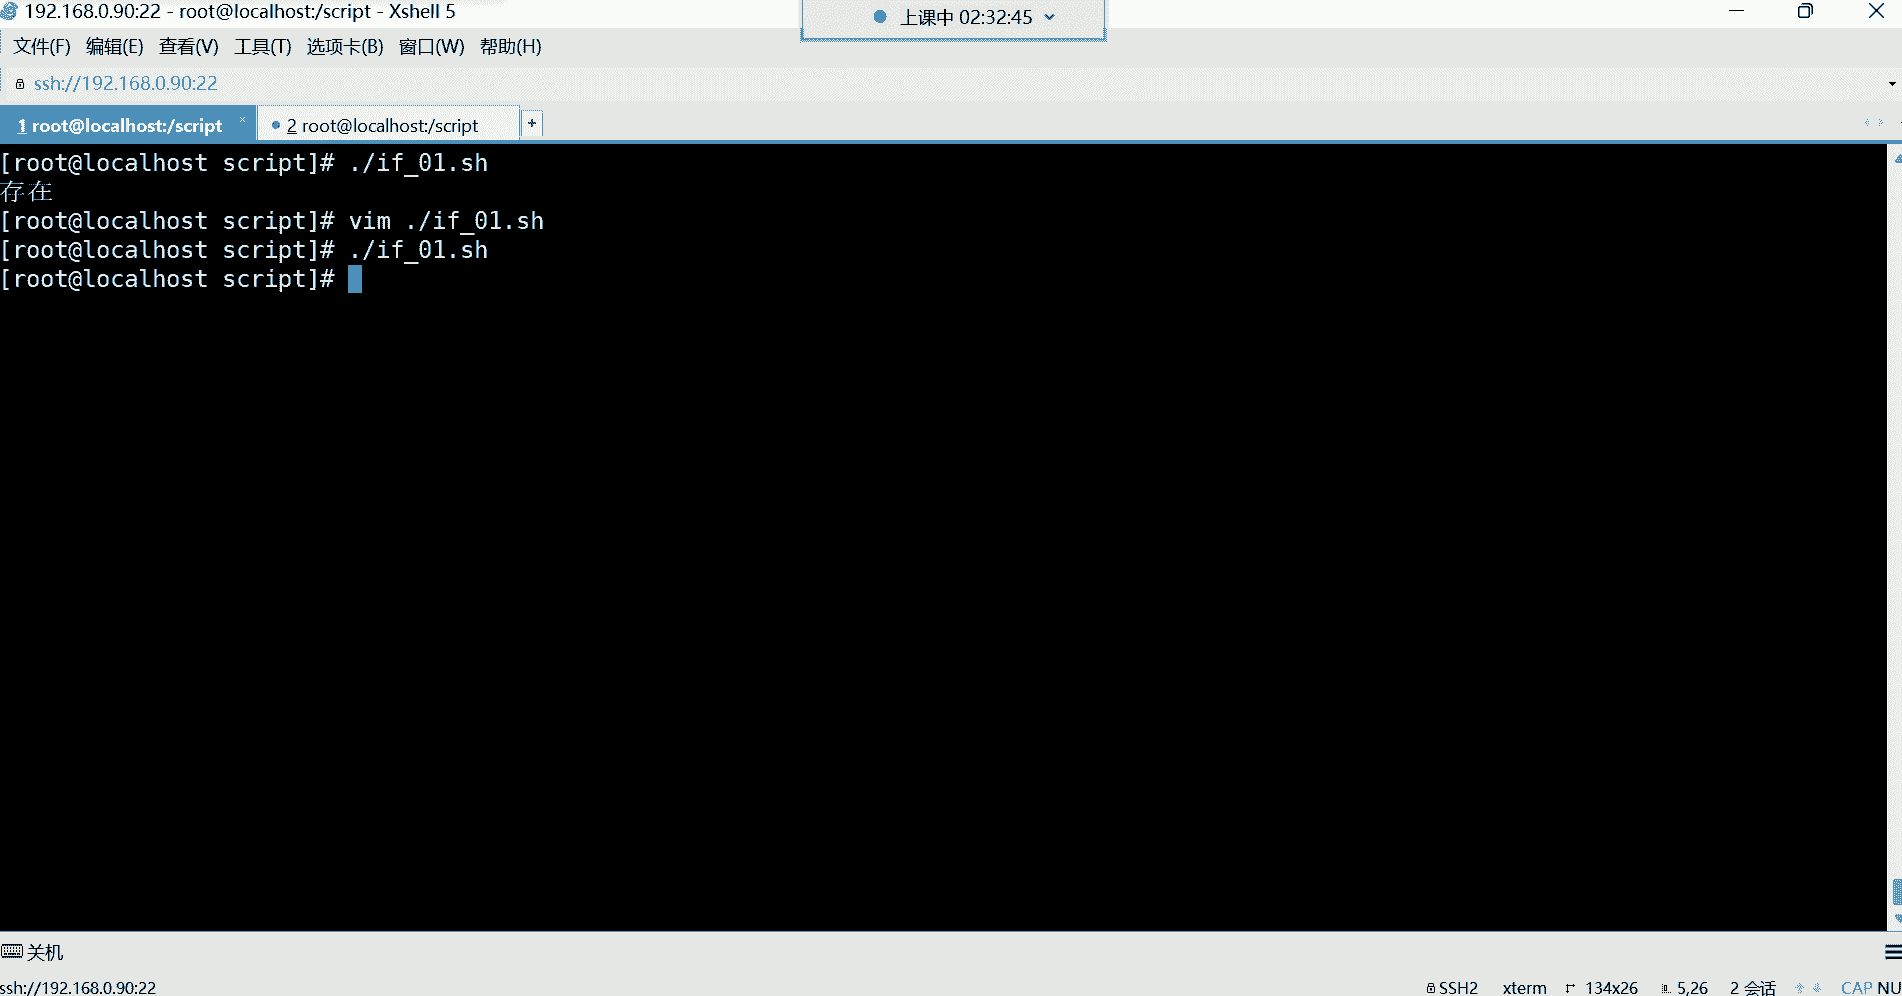 192.168.0.90:22 - root@localhost:/script - Xshell 5
上课中 02:32:45
文件(F) 编辑(E) 查看(V) 工具(T) 选项卡(B) 窗口(W) 帮助(H)
ssh://192.168.0.90:22
1 root@localhost:/script × 2 root@localhost:/script +
[root@localhost script]# ./if_01.sh
存在
[root@localhost script]# vim ./if_01.sh
[root@localhost script]# ./if_01.sh
[root@localhost script]#
关机
ssh://192.168.0.90:22 SSH2 xterm 134x26 5,26 2 会话 CAP NU